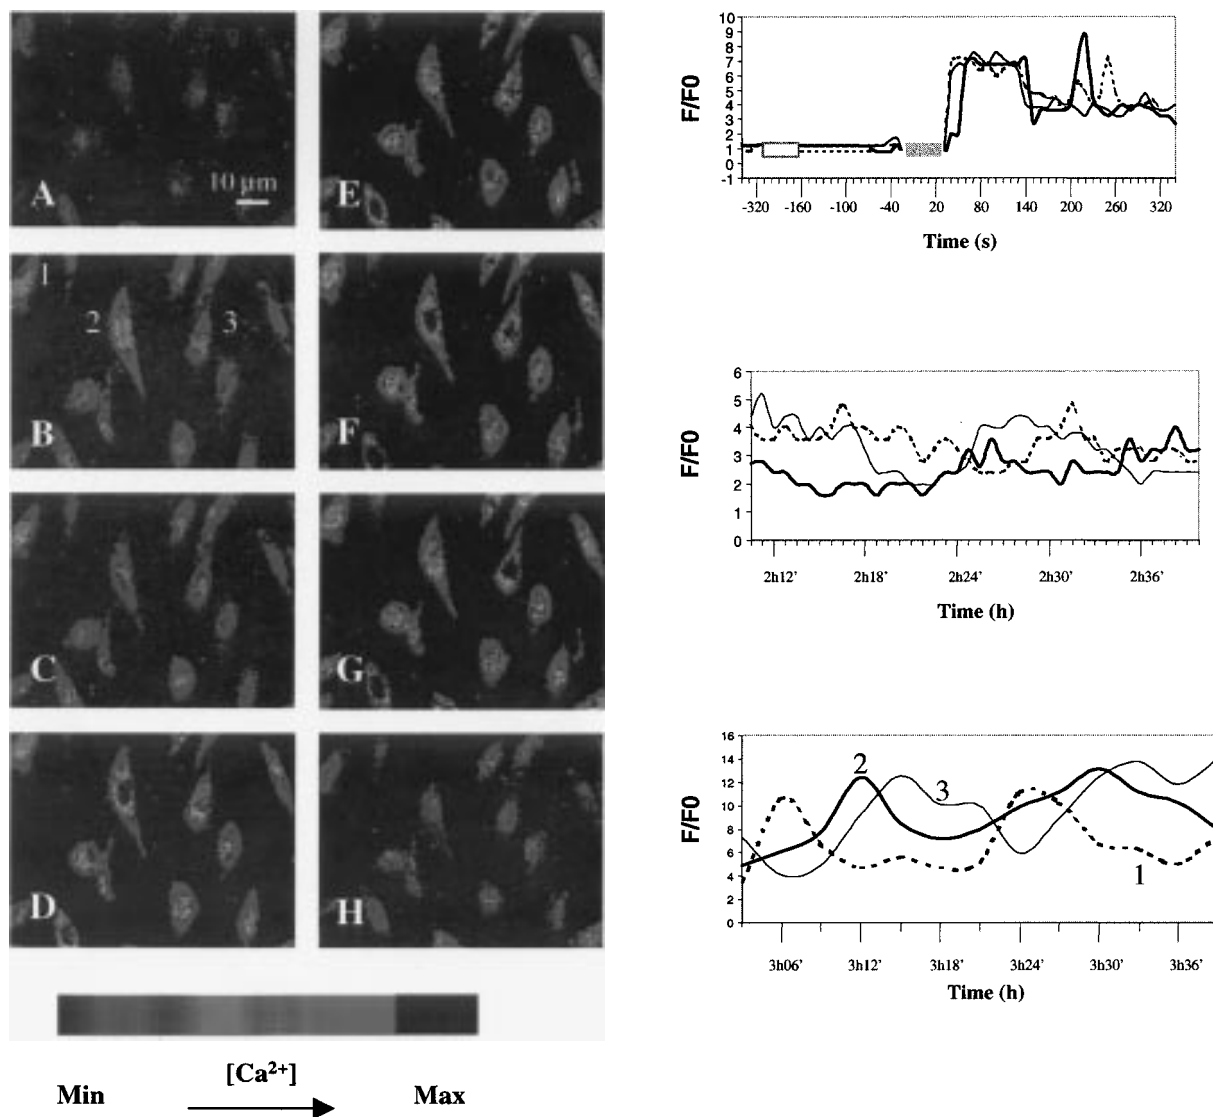 A
10 µm
E
1
2
3
B
F
C
G
D
H
[Ca²⁺]
Min
Max
F/F0
10
9
8
7
6
5
4
3
2
1
0
-1
-320 -160 -100 -40 20 80 140 200 260 320
Time (s)
F/F0
6
5
4
3
2
1
0
2h12' 2h18' 2h24' 2h30' 2h36'
Time (h)
F/F0
16
14
12
10
8
6
4
2
0
2
3
1
3h06' 3h12' 3h18' 3h24' 3h30' 3h36'
Time (h)